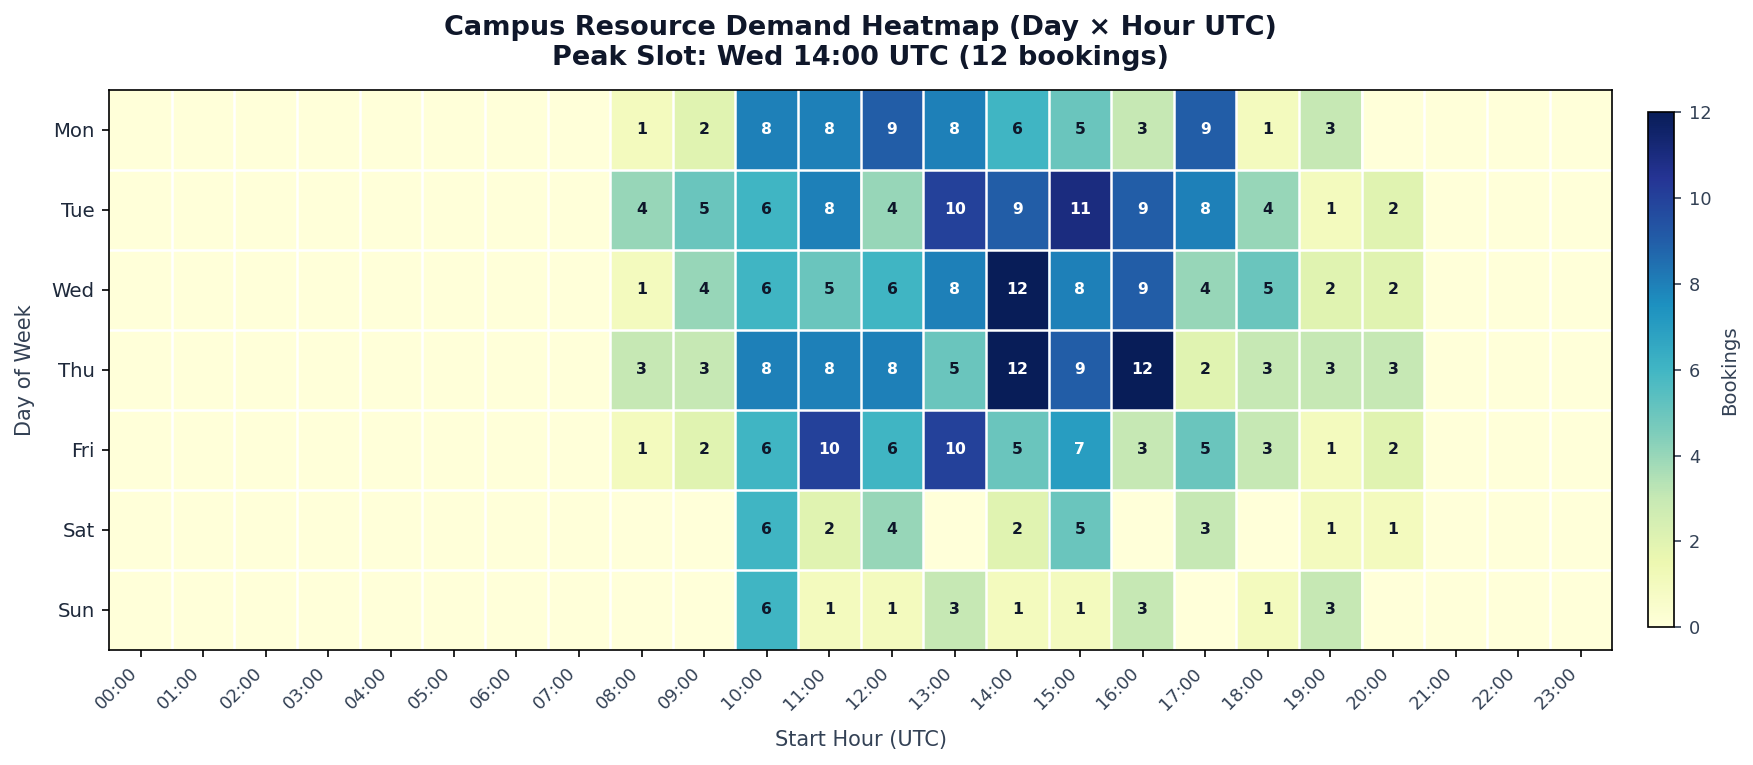 Campus Resource Demand Heatmap (Day × Hour UTC)
Peak Slot: Wed 14:00 UTC (12 bookings)
Mon 1 2 8 8 9 8 6 5 3 9 1 3
Tue 4 5 6 8 4 10 9 11 9 8 4 1 2
Wed 1 4 6 5 6 8 12 8 9 4 5 2 2
Thu 3 3 8 8 8 5 12 9 12 2 3 3 3
Fri 1 2 6 10 6 10 5 7 3 5 3 1 2
Sat 6 2 4 2 5 3 1 1
Sun 6 1 1 3 1 1 3 1 3
00:00 01:00 02:00 03:00 04:00 05:00 06:00 07:00 08:00 09:00 10:00 11:00 12:00 13:00 14:00 15:00 16:00 17:00 18:00 19:00 20:00 21:00 22:00 23:00
Start Hour (UTC)
Day of Week
12
10
8
6
4
2
0
Bookings